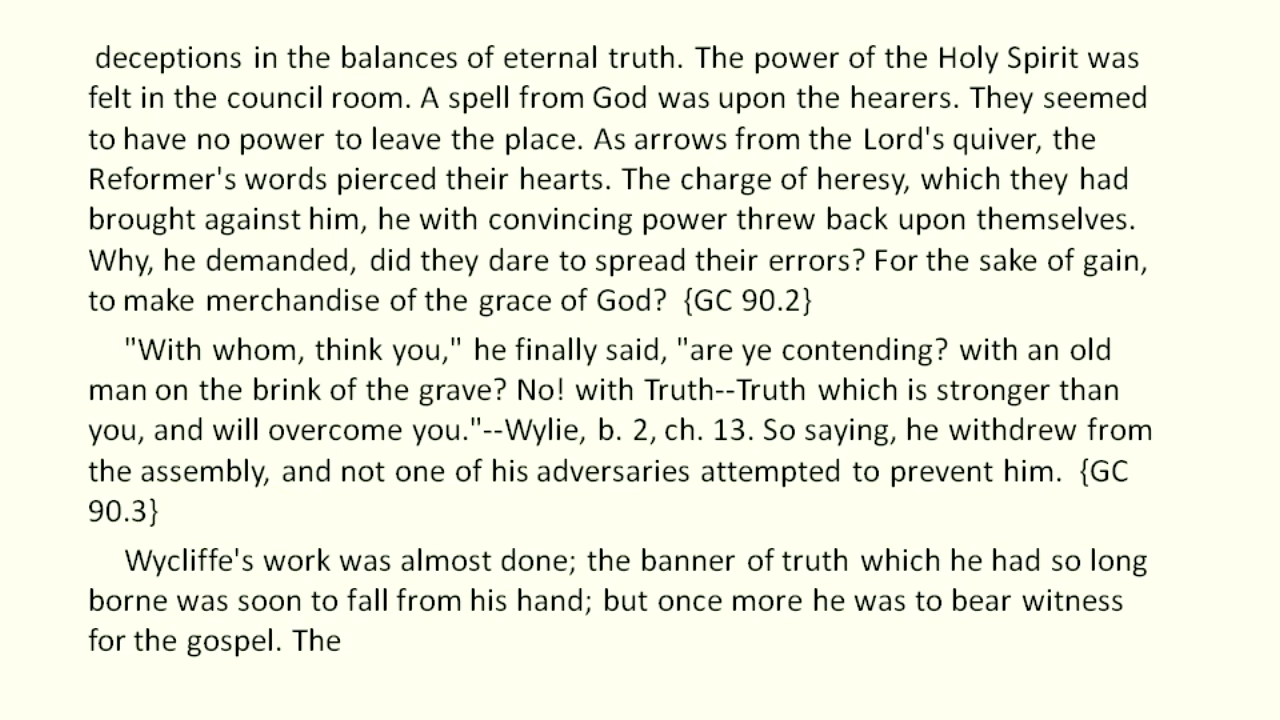 deceptions in the balances of eternal truth. The power of the Holy Spirit was
felt in the council room. A spell from God was upon the hearers. They seemed
to have no power to leave the place. As arrows from the Lord's quiver, the
Reformer's words pierced their hearts. The charge of heresy, which they had
brought against him, he with convincing power threw back upon themselves.
Why, he demanded, did they dare to spread their errors? For the sake of gain,
to make merchandise of the grace of God?  {GC 90.2}
"With whom, think you," he finally said, "are ye contending? with an old
man on the brink of the grave? No! with Truth--Truth which is stronger than
you, and will overcome you."--Wylie, b. 2, ch. 13. So saying, he withdrew from
the assembly, and not one of his adversaries attempted to prevent him.  {GC
90.3}
Wycliffe's work was almost done; the banner of truth which he had so long
borne was soon to fall from his hand; but once more he was to bear witness
for the gospel. The